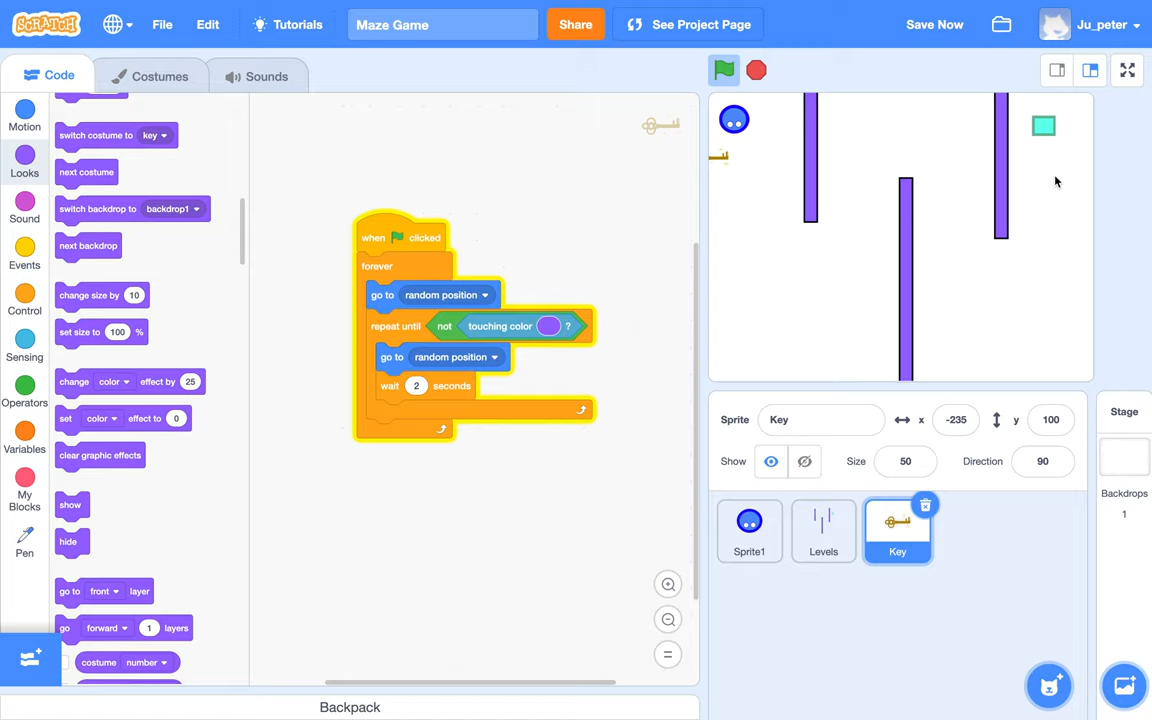 SCRATCH File Edit Tutorials Maze Game Share See Project Page Save Now Ju_peter
Code Costumes Sounds
Motion
Looks
Sound
Events
Control
Sensing
Operators
Variables
My
Blocks
Pen
switch costume to key
next costume
switch backdrop to backdrop1
next backdrop
change size by 10
set size to 100 %
change color effect by 25
set color effect to 0
clear graphic effects
show
hide
go to front layer
go forward 1 layers
costume number
when clicked
forever
go to random position
repeat until not touching color ?
go to random position
wait 2 seconds
Sprite Key x -235 y 100
Show Size 50 Direction 90
Sprite1 Levels Key
Stage
Backdrops
1
Backpack